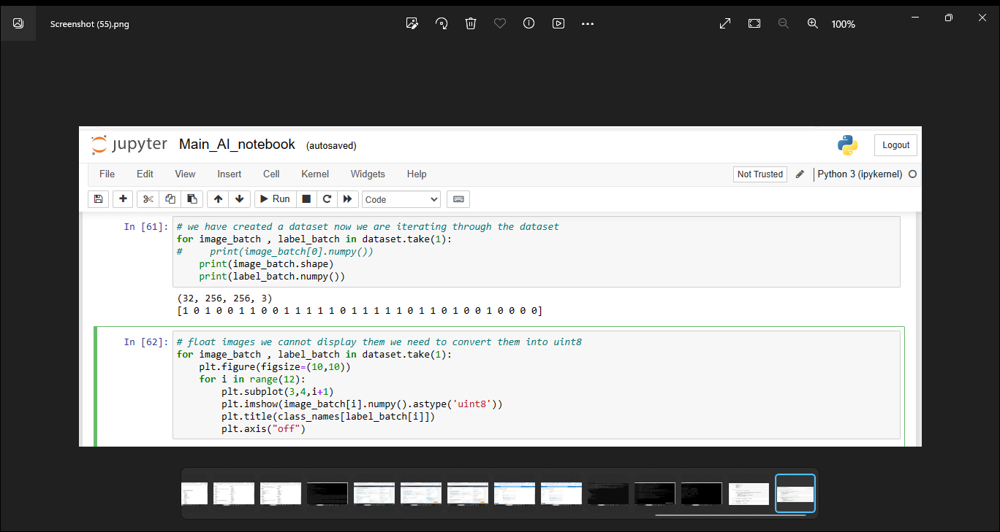 Screenshot (55).png
100%
jupyter Main_AI_notebook (autosaved)
Logout
File Edit View Insert Cell Kernel Widgets Help
Not Trusted
Python 3 (ipykernel)
Run
Code
In [61]: # we have created a dataset now we are iterating through the dataset
for image_batch , label_batch in dataset.take(1):
#     print(image_batch[0].numpy())
    print(image_batch.shape)
    print(label_batch.numpy())
(32, 256, 256, 3)
[1 0 1 0 0 1 1 0 0 1 1 1 1 1 0 1 1 1 1 1 0 1 1 0 1 0 0 1 0 0 0 0]
In [62]: # float images we cannot display them we need to convert them into uint8
for image_batch , label_batch in dataset.take(1):
    plt.figure(figsize=(10,10))
    for i in range(12):
        plt.subplot(3,4,i+1)
        plt.imshow(image_batch[i].numpy().astype('uint8'))
        plt.title(class_names[label_batch[i]])
        plt.axis("off")